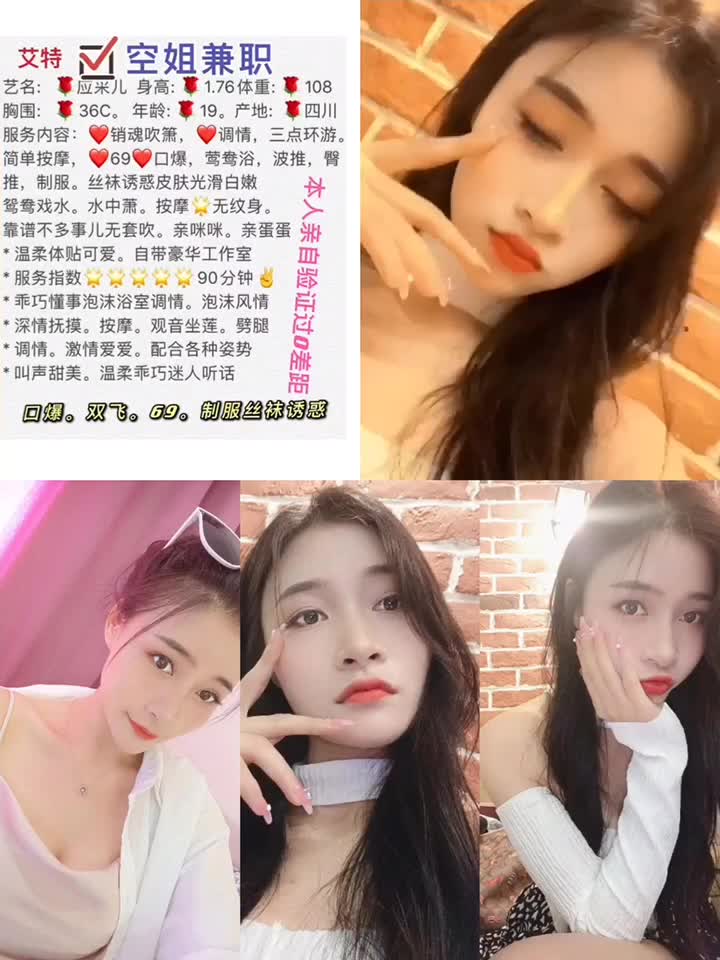 艾特 空姐兼职
艺名:🌹应采儿 身高:🌹1.76体重:🌹108
胸围:🌹36C。年龄:🌹19。产地:🌹四川
服务内容:❤️销魂吹箫,❤️调情,三点环游。
简单按摩,❤️69❤️口爆,莺鸯浴,波推,臀
推,制服。丝袜诱惑皮肤光滑白嫩
鸳鸯戏水。水中萧。按摩🌟无纹身。
靠谱不多事儿无套吹。亲咪咪。亲蛋蛋
* 温柔体贴可爱。自带豪华工作室
* 服务指数🌟🌟🌟🌟🌟90分钟✌️
* 乖巧懂事泡沫浴室调情。泡沫风情
* 深情抚摸。按摩。观音坐莲。劈腿
* 调情。激情爱爱。配合各种姿势
* 叫声甜美。温柔乖巧迷人听话
本人亲自验证过0差距
口爆。双飞。69。制服丝袜诱惑